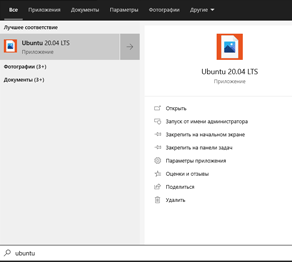 Все Приложения Документы Параметры Фотографии Другие
Лучшее соответствие
Ubuntu 20.04 LTS
Приложение
Фотографии (3+)
Документы (3+)
Ubuntu 20.04 LTS
Приложение
Открыть
Запуск от имени администратора
Закрепить на начальном экране
Закрепить на панели задач
Параметры приложения
Оценки и отзывы
Поделиться
Удалить
ubuntu